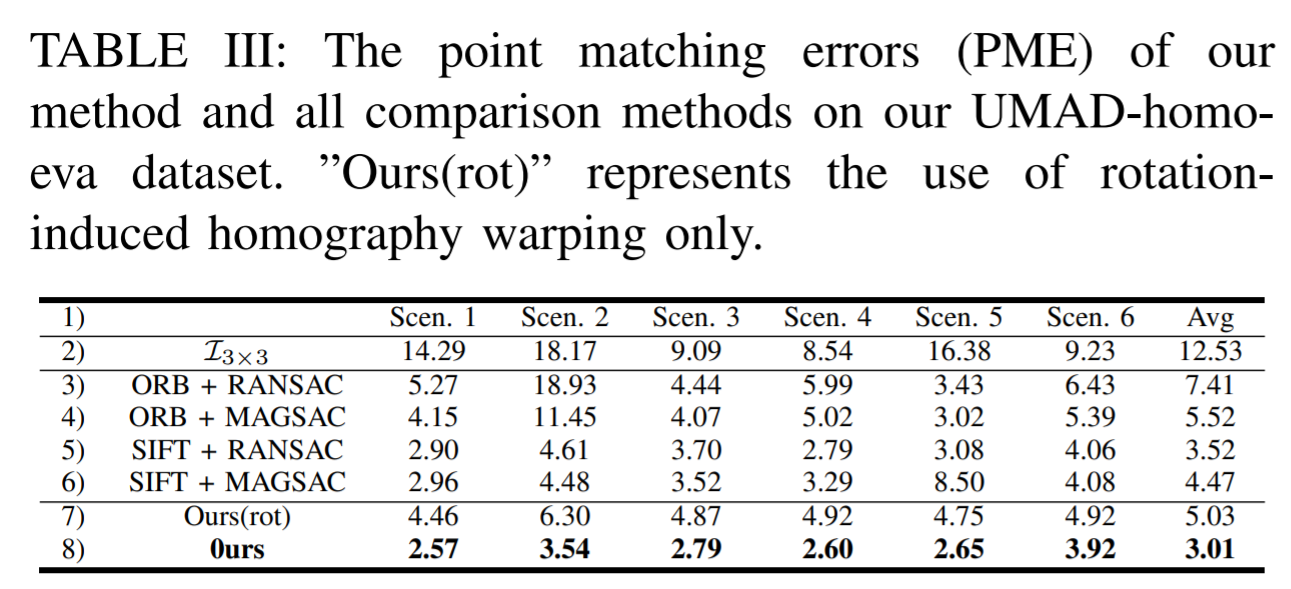 TABLE III: The point matching errors (PME) of our
method and all comparison methods on our UMAD-homo-
eva dataset. ”Ours(rot)” represents the use of rotation-
induced homography warping only.
1) Scen. 1 Scen. 2 Scen. 3 Scen. 4 Scen. 5 Scen. 6 Avg
2) 𝓘₃ₓ₃ 14.29 18.17 9.09 8.54 16.38 9.23 12.53
3) ORB + RANSAC 5.27 18.93 4.44 5.99 3.43 6.43 7.41
4) ORB + MAGSAC 4.15 11.45 4.07 5.02 3.02 5.39 5.52
5) SIFT + RANSAC 2.90 4.61 3.70 2.79 3.08 4.06 3.52
6) SIFT + MAGSAC 2.96 4.48 3.52 3.29 8.50 4.08 4.47
7) Ours(rot) 4.46 6.30 4.87 4.92 4.75 4.92 5.03
8) 0urs 2.57 3.54 2.79 2.60 2.65 3.92 3.01